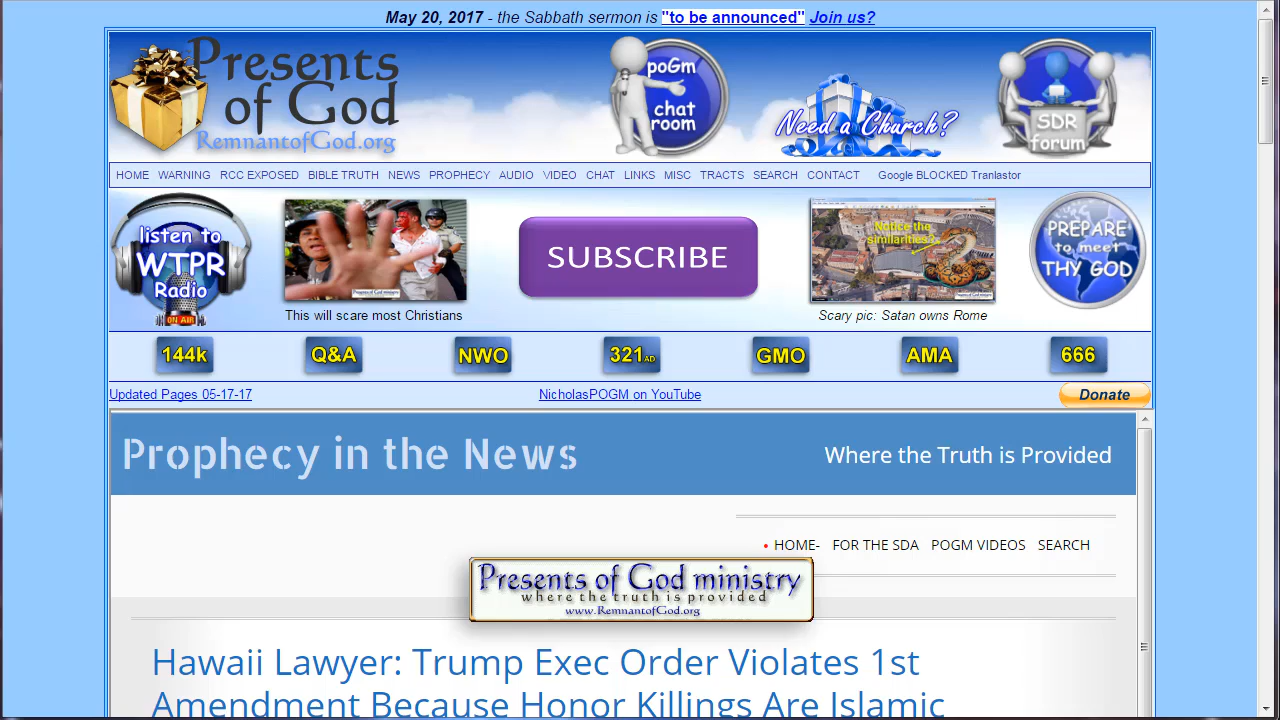 May 20, 2017 - the Sabbath sermon is "to be announced" Join us?
Presents
of God
RemnantofGod.org
poGm
chat
room
Need a Church?
SDR
forum
HOME WARNING RCC EXPOSED BIBLE TRUTH NEWS PROPHECY AUDIO VIDEO CHAT LINKS MISC TRACTS SEARCH CONTACT Google BLOCKED Tranlastor
listen to
WTPR
Radio
ON AIR
This will scare most Christians
SUBSCRIBE
Notice the
similarities?
Scary pic: Satan owns Rome
PREPARE
to meet
THY GOD
144k Q&A NWO 321AD GMO AMA 666
Updated Pages 05-17-17 NicholasPOGM on YouTube Donate
Prophecy in the News Where the Truth is Provided
• HOME- FOR THE SDA POGM VIDEOS SEARCH
Presents of God ministry
where the truth is provided
www.RemnantofGod.org
Hawaii Lawyer: Trump Exec Order Violates 1st
Amendment Because Honor Killings Are Islamic